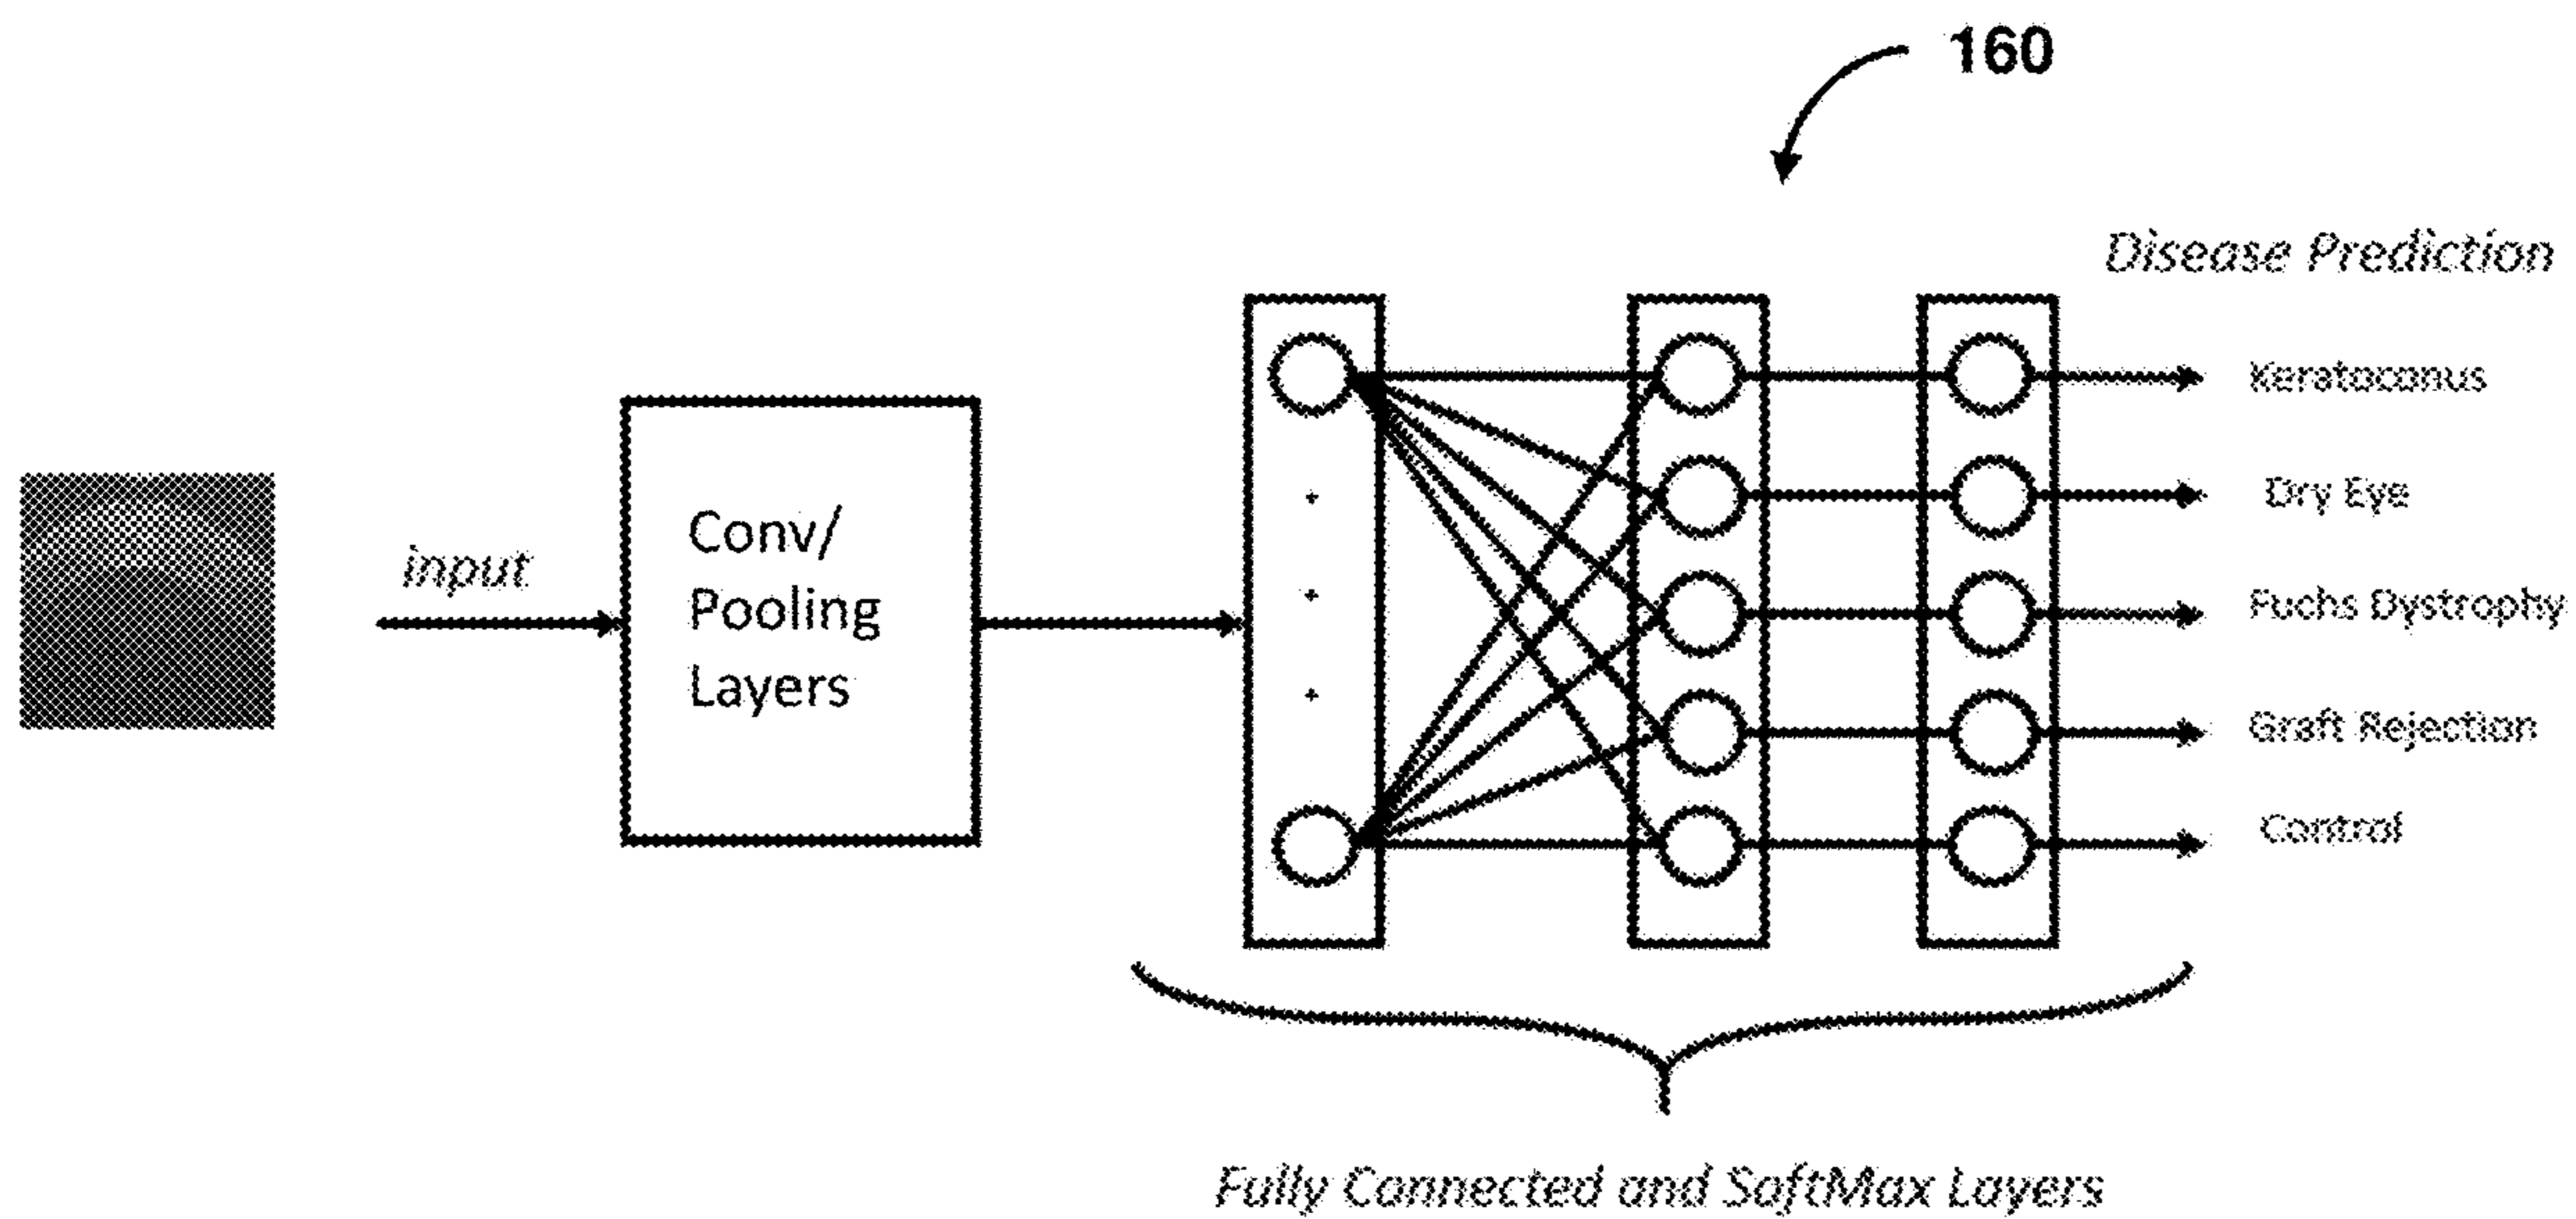 160
Disease Prediction
Keratoconus
input
Conv/
Pooling
Layers
Dry Eye
Fuchs Dystrophy
Graft Rejection
Control
Fully Connected and SoftMax Layers